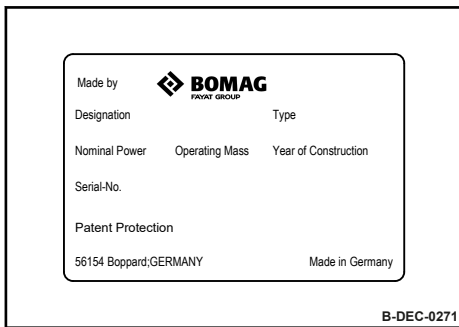 Made by BOMAG
FAYAT GROUP
Designation Type
Nominal Power Operating Mass Year of Construction
Serial-No.
Patent Protection
56154 Boppard;GERMANY Made in Germany
B-DEC-0271